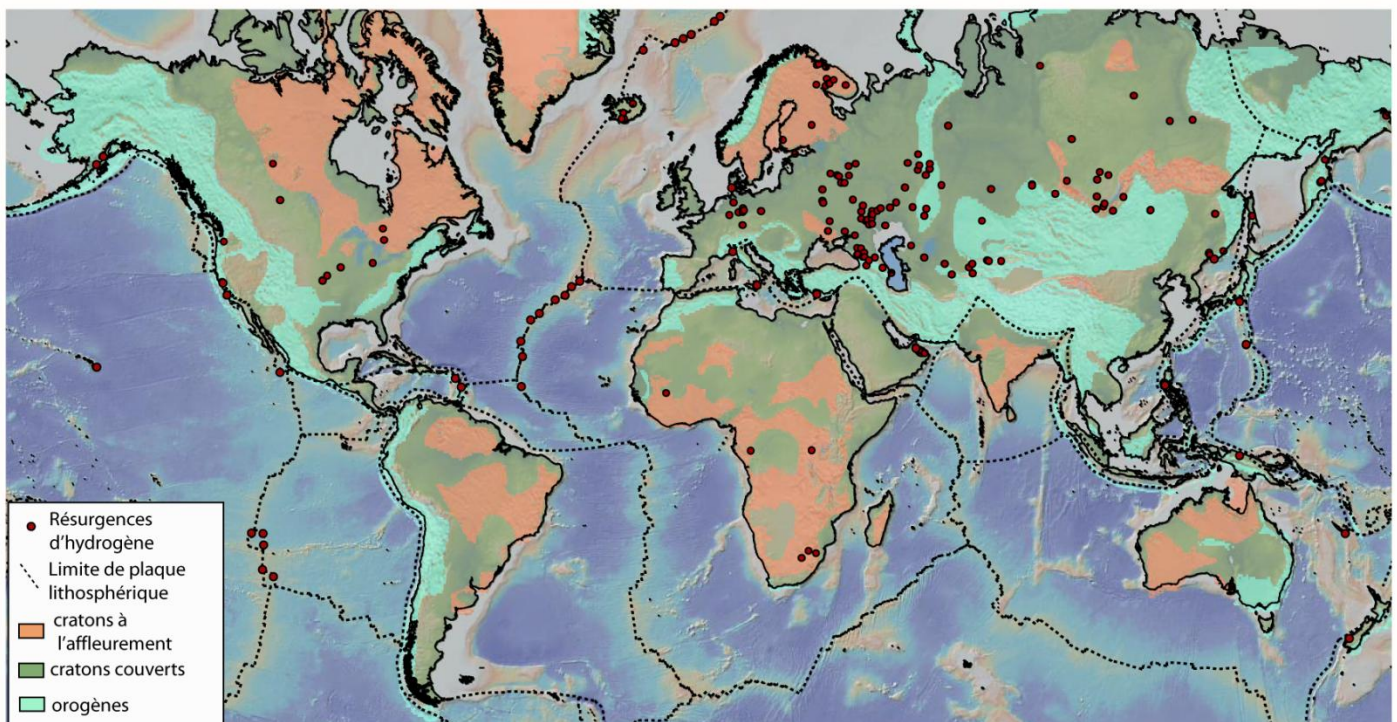 Résurgences
d'hydrogène
Limite de plaque
lithosphérique
cratons à
l'affleurement
cratons couverts
orogènes